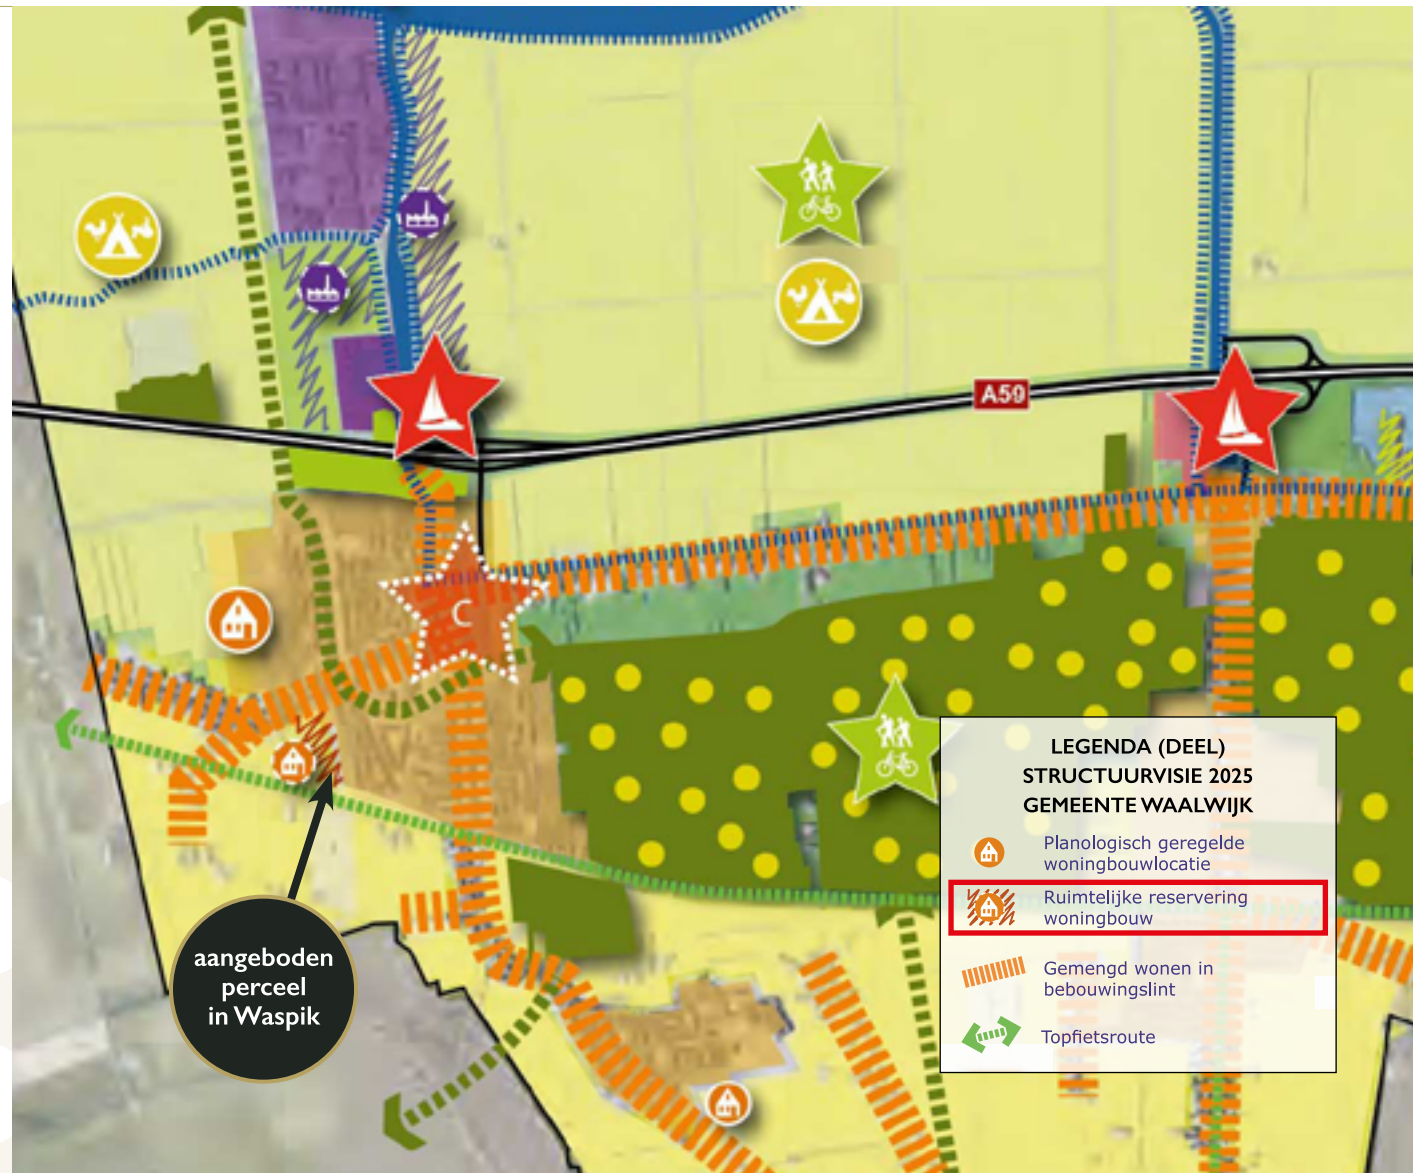 A59
C
LEGENDA (DEEL)
STRUCTUURVISIE 2025
GEMEENTE WAALWIJK
Planologisch geregelde
woningbouwlocatie
Ruimtelijke reservering
woningbouw
Gemengd wonen in
bebouwingslint
Topfietsroute
aangeboden
perceel
in Waspik